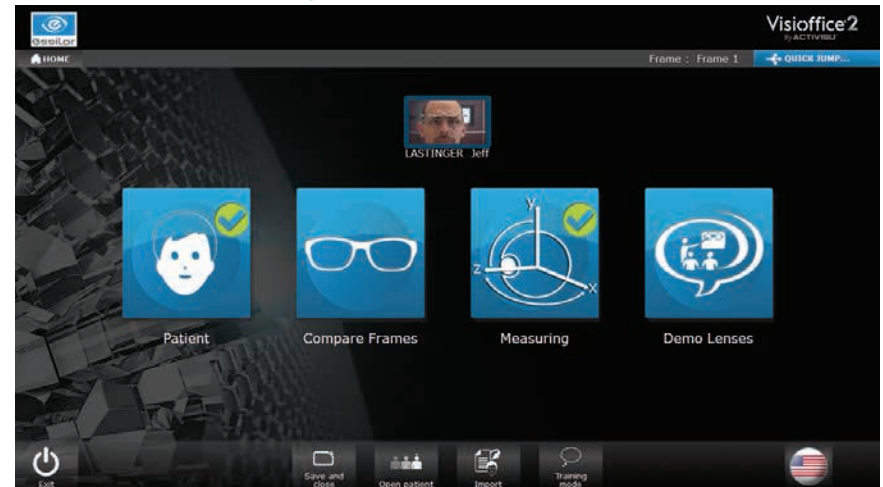 essilor
Visioffice 2
By ACTIVISU
HOME
Frame : Frame 1
QUICK JUMP...
LASTINGER Jeff
y
z
x
Patient
Compare Frames
Measuring
Demo Lenses
Exit
Save and
close
Open patient
Import
Training
mode